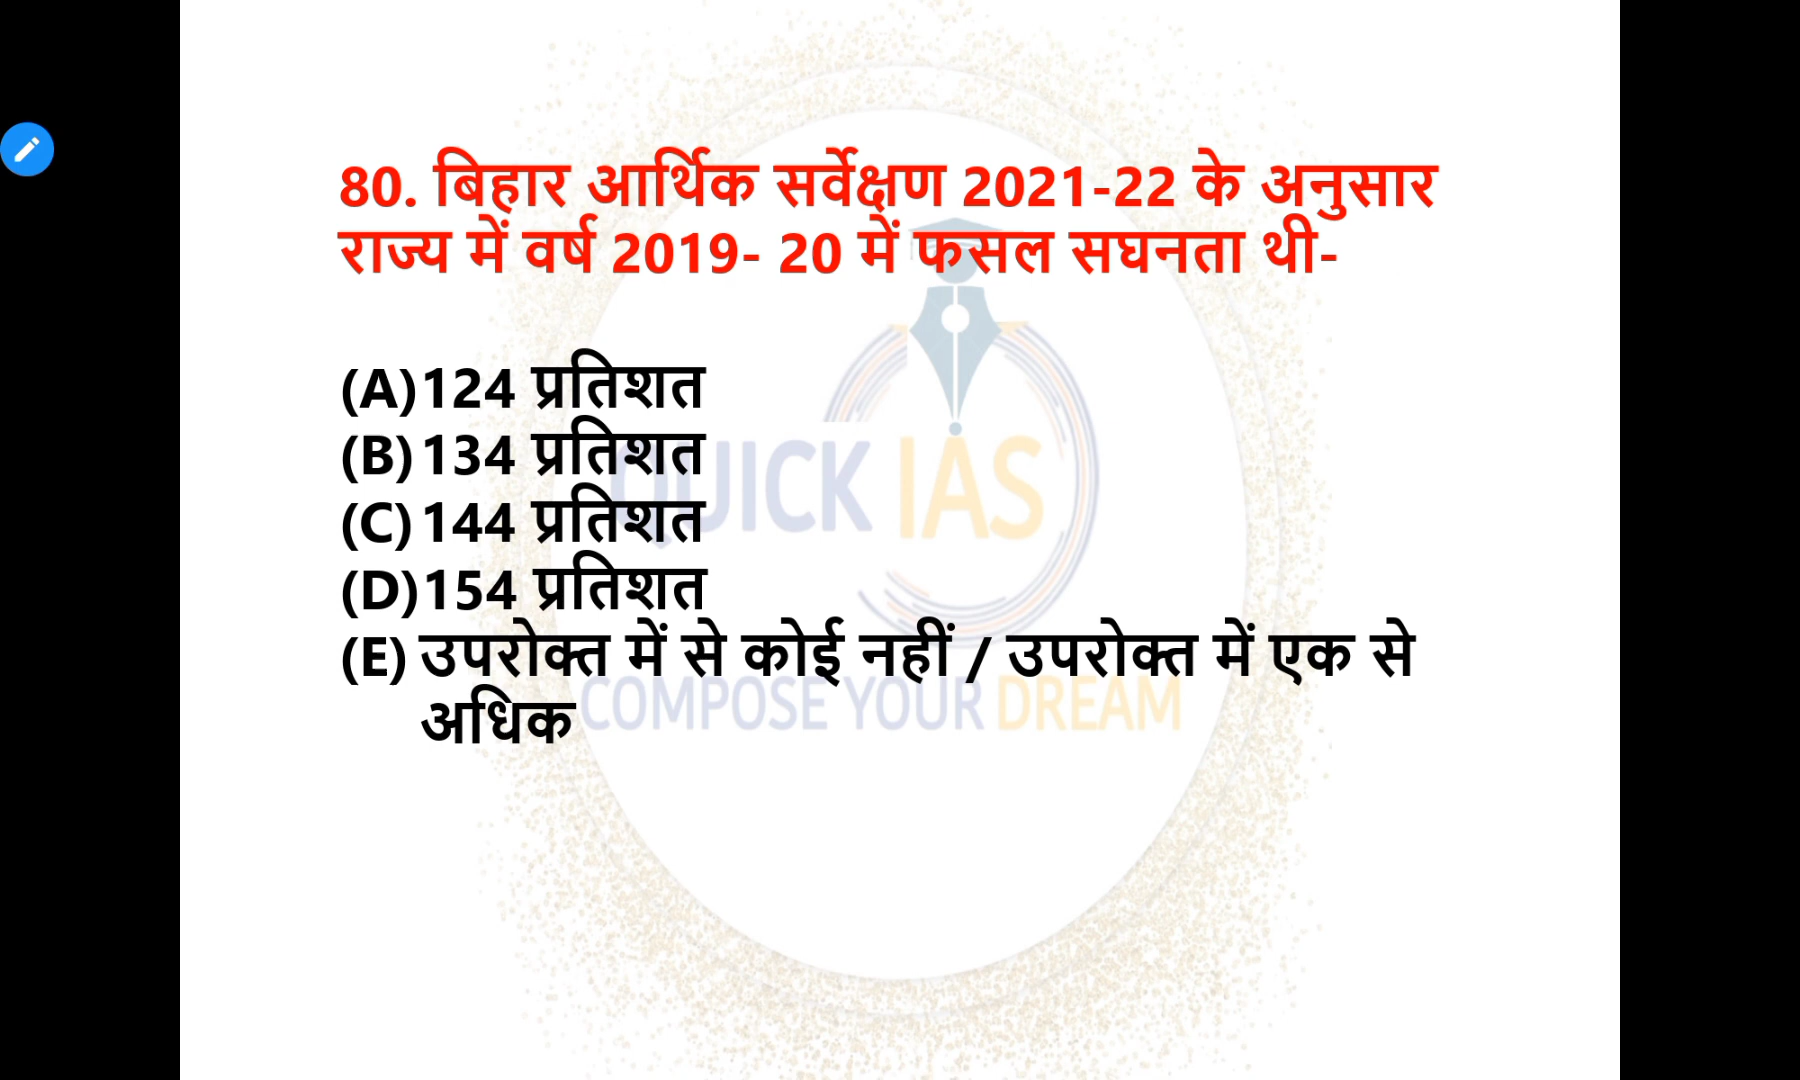 80. बिहार आर्थिक सर्वेक्षण 2021-22 के अनुसार
राज्य में वर्ष 2019- 20 में फसल सघनता थी-
(A) 124 प्रतिशत
(B) 134 प्रतिशत
(C) 144 प्रतिशत
(D) 154 प्रतिशत
(E) उपरोक्त में से कोई नहीं / उपरोक्त में एक से
अधिक
QUICK IAS
COMPOSE YOUR DREAM